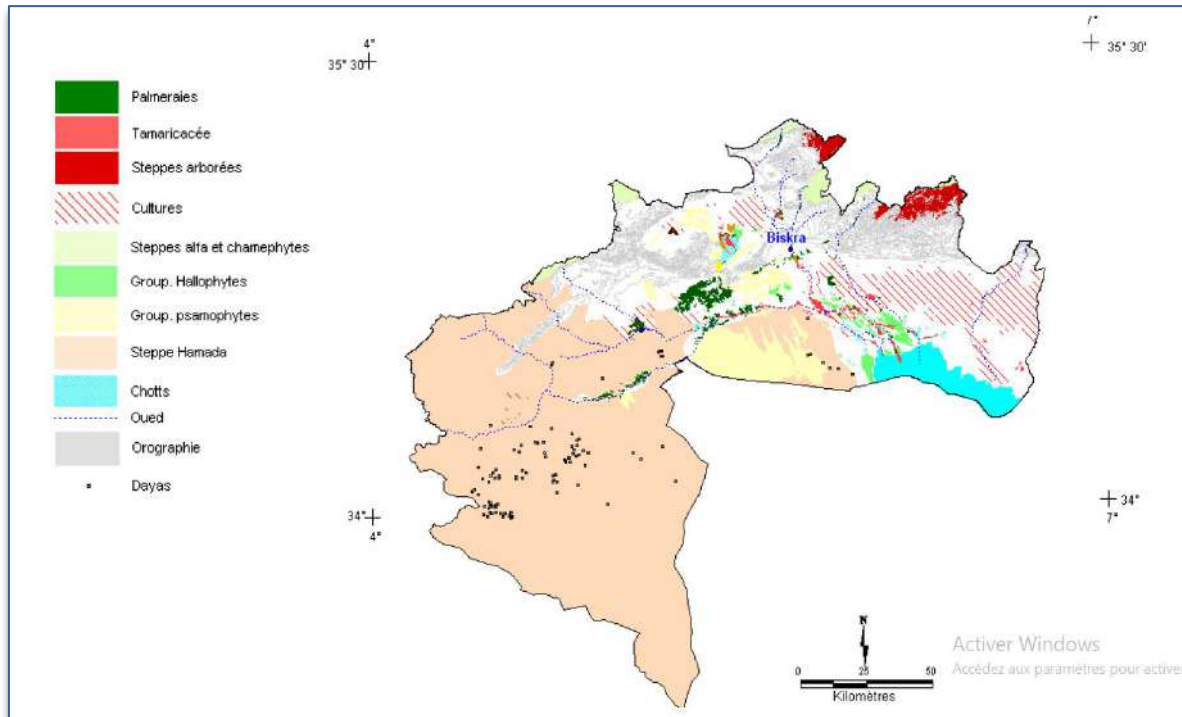 7°
4°
35° 30'
35° 30'
Palmeraies
Tamaricacée
Steppes arborées
Cultures
Steppes alfa et chamephytes
Group. Hallophytes
Group. psamophytes
Steppe Hamada
Chotts
Oued
Orographie
Dayas
Biskra
34°
4°
34°
7°
N
0 25 50
Kilomètres
Activer Windows
Accédez aux paramètres pour activer